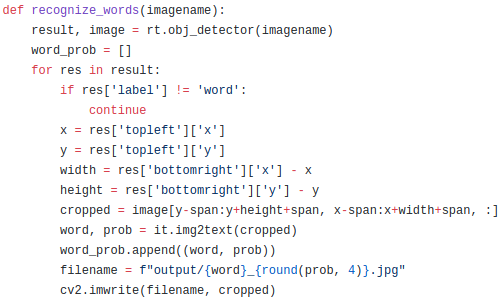 def recognize_words(imagename):
    result, image = rt.obj_detector(imagename)
    word_prob = []
    for res in result:
        if res['label'] != 'word':
            continue
        x = res['topleft']['x']
        y = res['topleft']['y']
        width = res['bottomright']['x'] - x
        height = res['bottomright']['y'] - y
        cropped = image[y-span:y+height+span, x-span:x+width+span, :]
        word, prob = it.img2text(cropped)
        word_prob.append((word, prob))
        filename = f"output/{word}_{round(prob, 4)}.jpg"
        cv2.imwrite(filename, cropped)